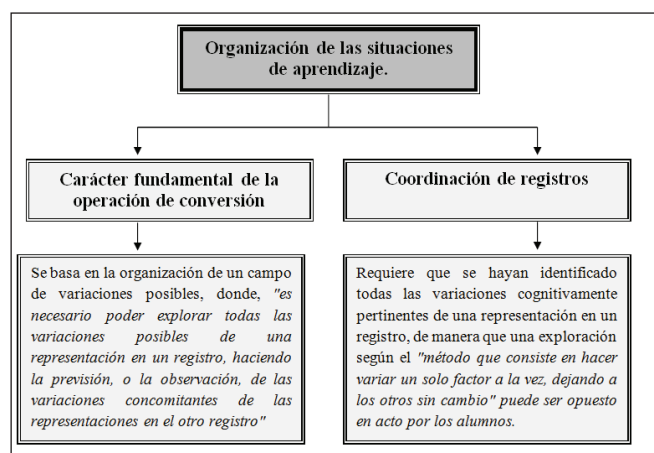 Organización de las situaciones
de aprendizaje.
Carácter fundamental de la
operación de conversión
Coordinación de registros
Se basa en la organización de un campo
de variaciones posibles, donde, "es
necesario poder explorar todas las
variaciones posibles de una
representación en un registro, haciendo
la previsión, o la observación, de las
variaciones concomitantes de las
representaciones en el otro registro"
Requiere que se hayan identificado
todas las variaciones cognitivamente
pertinentes de una representación en un
registro, de manera que una exploración
según el "método que consiste en hacer
variar un solo factor a la vez, dejando a
los otros sin cambio" puede ser opuesto
en acto por los alumnos.